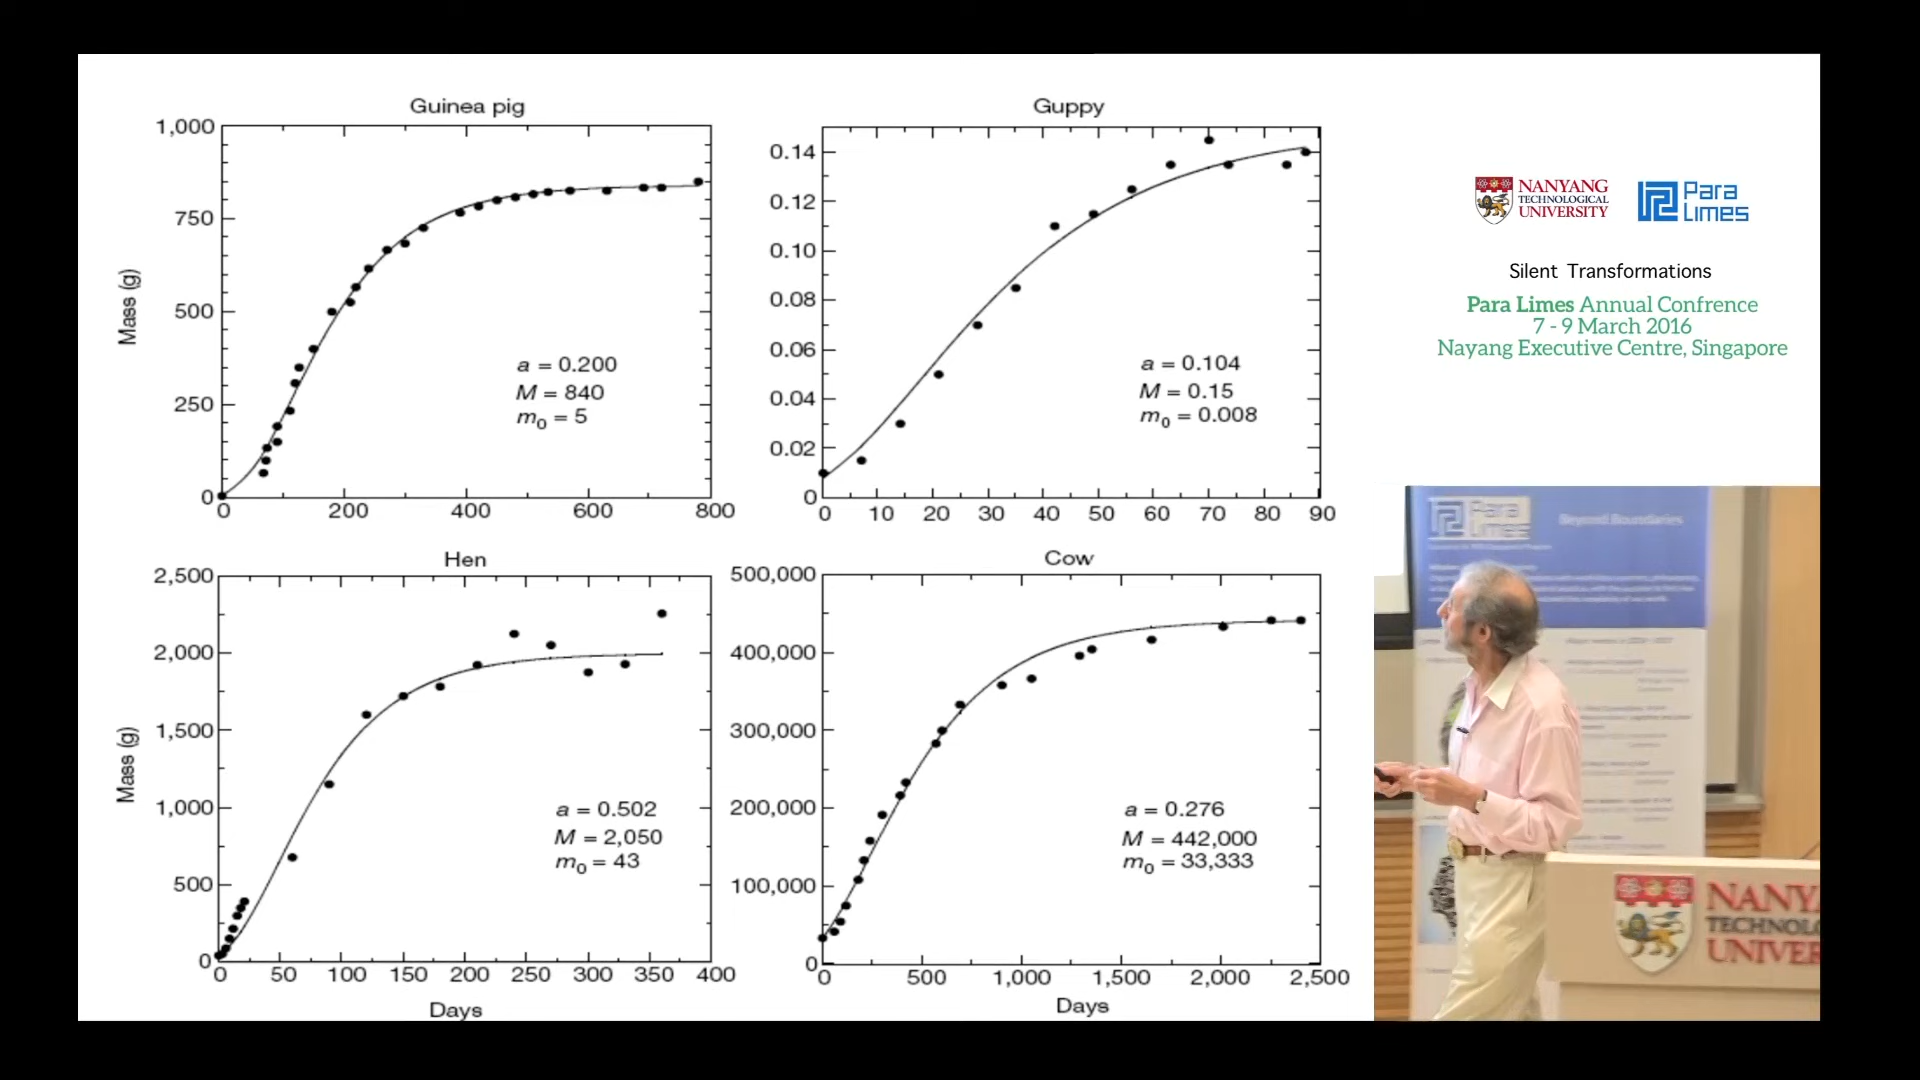 Guinea pig
1,000
750
500
250
0
Mass (g)
0 200 400 600 800
a = 0.200
M = 840
m0 = 5
Guppy
0.14
0.12
0.10
0.08
0.06
0.04
0.02
0
0 10 20 30 40 50 60 70 80 90
a = 0.104
M = 0.15
m0 = 0.008
Hen
2,500
2,000
1,500
1,000
500
0
Mass (g)
0 50 100 150 200 250 300 350 400
Days
a = 0.502
M = 2,050
m0 = 43
Cow
500,000
400,000
300,000
200,000
100,000
0
0 500 1,000 1,500 2,000 2,500
Days
a = 0.276
M = 442,000
m0 = 33,333
NANYANG
TECHNOLOGICAL
UNIVERSITY
Para
Limes
Silent Transformations
Para Limes Annual Confrence
7 - 9 March 2016
Nayang Executive Centre, Singapore
Para
Limes
Beyond Boundaries
NANY
TECHNOLO
UNIVER